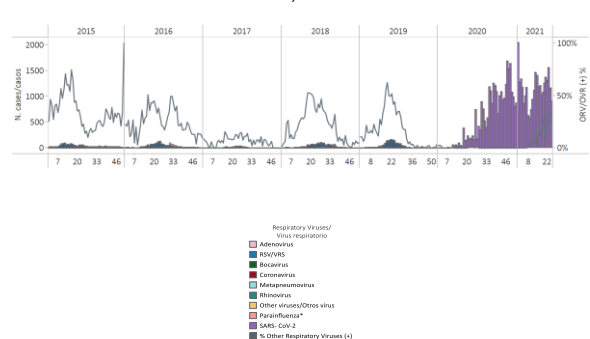 2015 2016 2017 2018 2019 2020 2021
2000 100%
1500
1000 50%
500
0 0%
N. cases/casos
ORV/OVR (+) %
7 20 33 46 7 20 33 46 7 20 33 46 7 20 33 46 8 22 36 50 7 20 33 46 8 22
Respiratory Viruses/
Virus respiratorio
Adenovirus
RSV/VRS
Bocavirus
Coronavirus
Metapneumovirus
Rhinovirus
Other viruses/Otros virus
Parainfluenza*
SARS- CoV-2
% Other Respiratory Viruses (+)